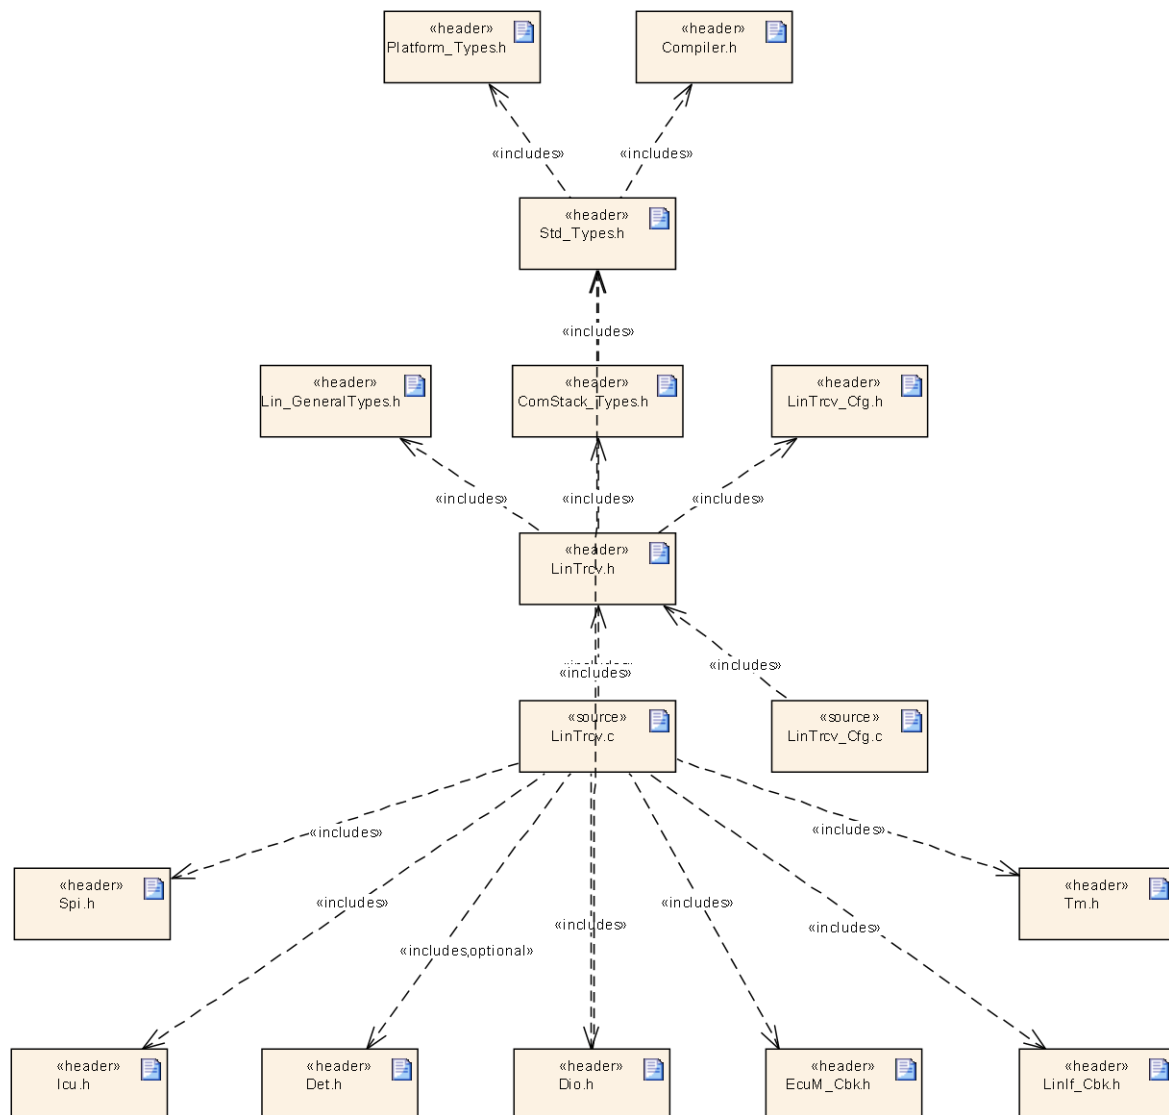 «header»
Platform_Types.h
«header»
Compiler.h
«includes»
«includes»
«header»
Std_Types.h
«includes»
«header»
Lin_GeneralTypes.h
«header»
ComStack_Types.h
«header»
LinTrcv_Cfg.h
«includes»
«includes»
«includes»
«header»
LinTrcv.h
«includes»
«includes»
«source»
LinTrcv.c
«source»
LinTrcv_Cfg.c
«includes»
«includes»
«header»
Spi.h
«header»
Tm.h
«includes»
«includes»
«includes,optional»
«includes»
«includes»
«header»
Icu.h
«header»
Det.h
«header»
Dio.h
«header»
EcuM_Cbk.h
«header»
LinIf_Cbk.h